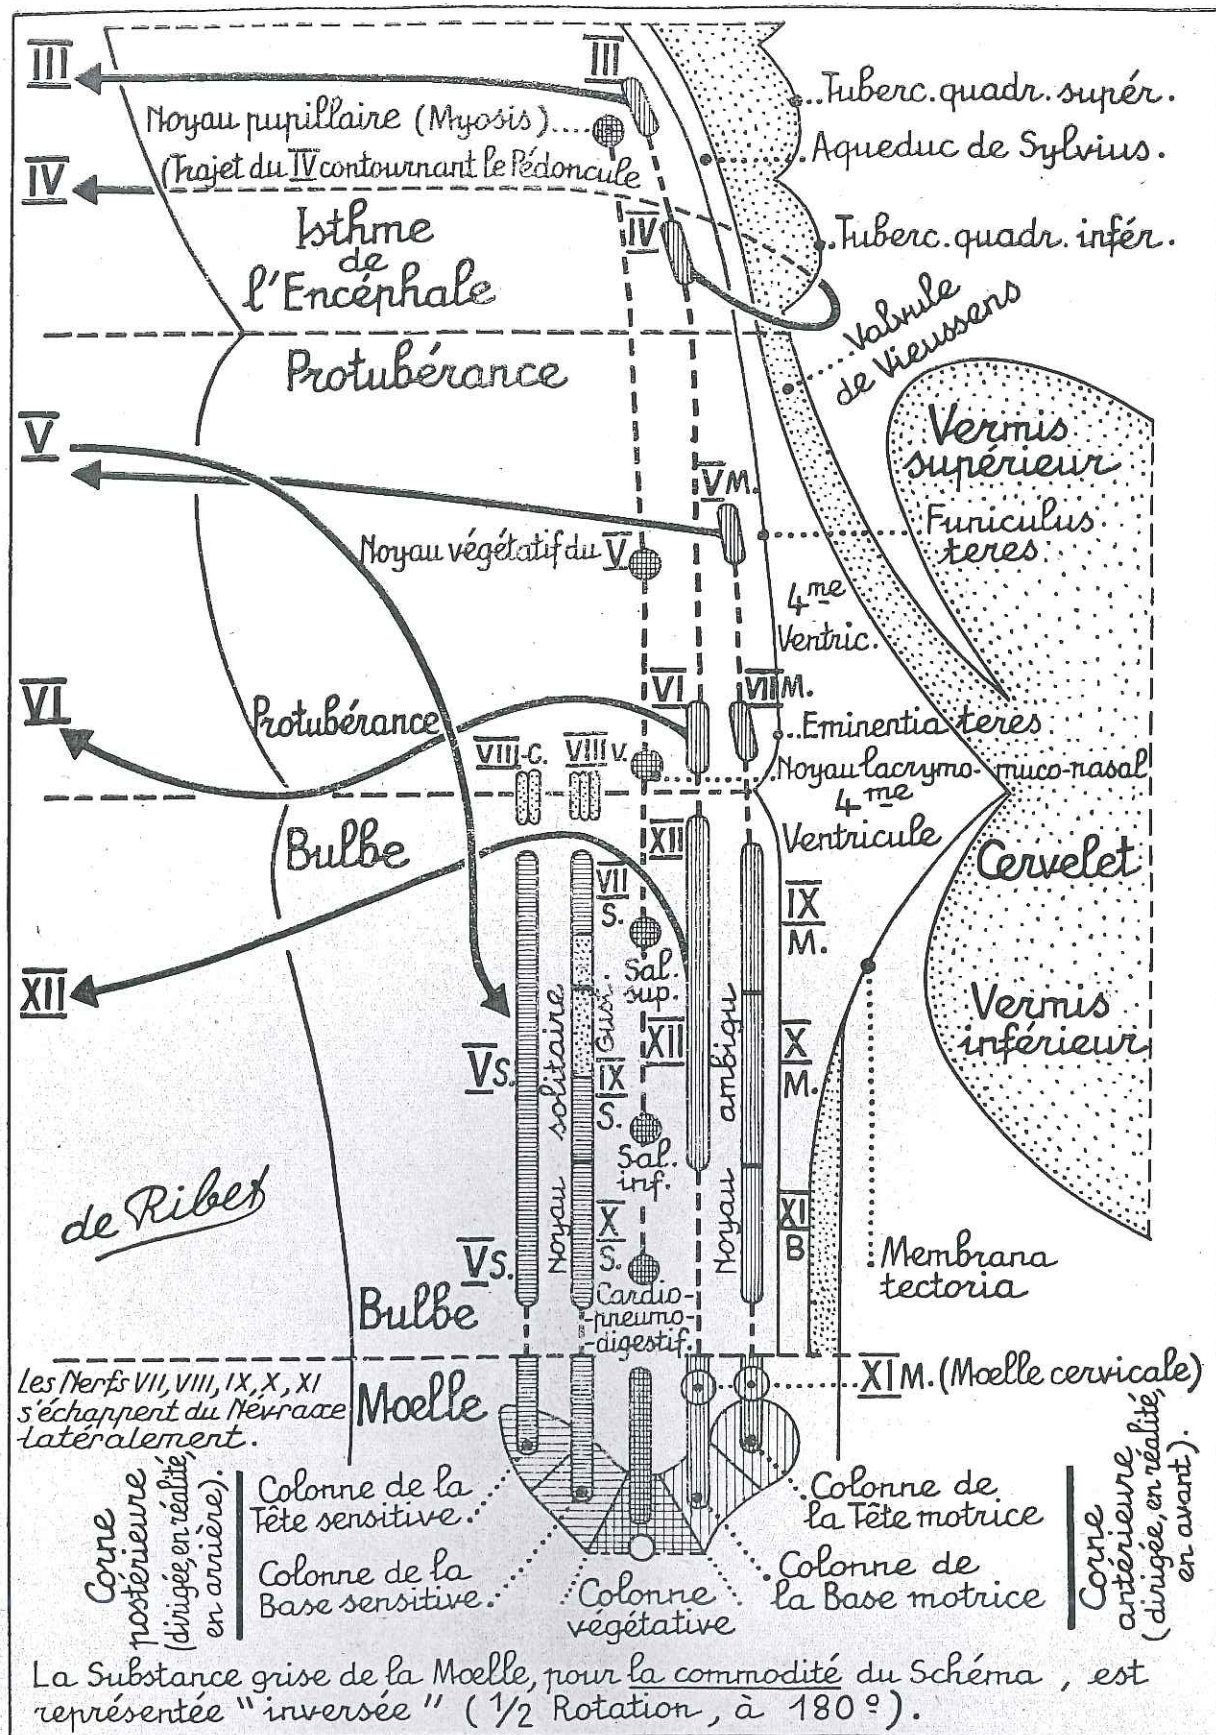 III
III
Tuberc. quadr. supér.
Noyau pupillaire (Myosis)
Aqueduc de Sylvius.
(Trajet du IV contournant le Pédoncule
IV
IV
Tuberc. quadr. infér.
Isthme
de
l'Encéphale
Valvule
de Vieussens
Protubérance
V
Vermis
supérieur
V M.
Funiculus
teres
Noyau végétatif du V
4me
Ventric.
VI
VI
VII M.
Protubérance
Eminentia teres
VIII-C.
VIII V.
Noyau lacrymo-muco-nasal
4me
Ventricule
Bulbe
XII
Cervelet
VII
S.
IX
M.
XII
Sal.
sup.
Gust.
Noyau solitaire
XII
Noyau ambigu
Vermis
inférieur
V S.
X
M.
IX
S.
Sal.
inf.
de Ribet
X
S.
XI
B
V S.
Membrana
tectoria
Bulbe
Cardio-
-pneumo-
-digestif.
XI M. (Moelle cervicale)
Les Nerfs VII, VIII, IX, X, XI
s'échappent du Névraxe
latéralement.
Moelle
Corne
postérieure
(dirigée, en réalité,
en arrière).
Colonne de la
Tête sensitive.
Colonne de la
Base sensitive.
Colonne
végétative
Colonne de
la Tête motrice
Colonne de
la Base motrice
Corne
antérieure
(dirigée, en réalité,
en avant).
La Substance grise de la Moelle, pour la commodité du Schéma, est
représentée "inversée" (1/2 Rotation, à 180º).